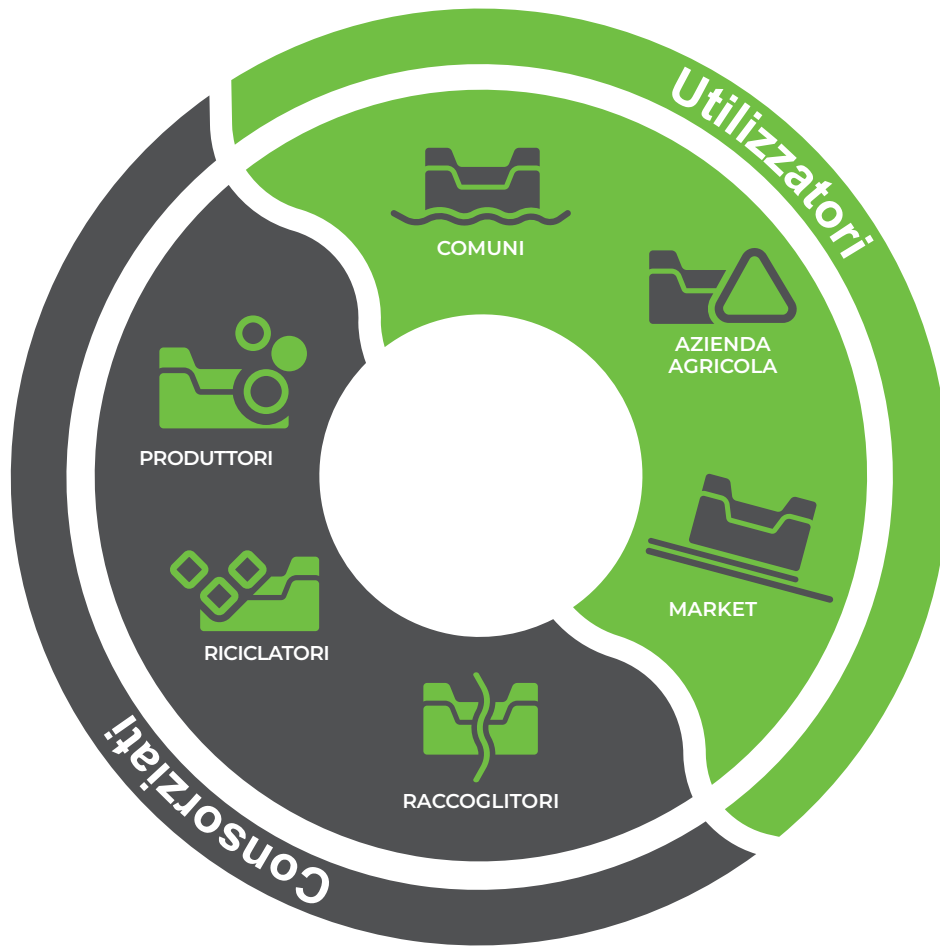 Utilizzatori
COMUNI
AZIENDA
AGRICOLA
MARKET
PRODUTTORI
RICICLATORI
RACCOGLITORI
Consorziati